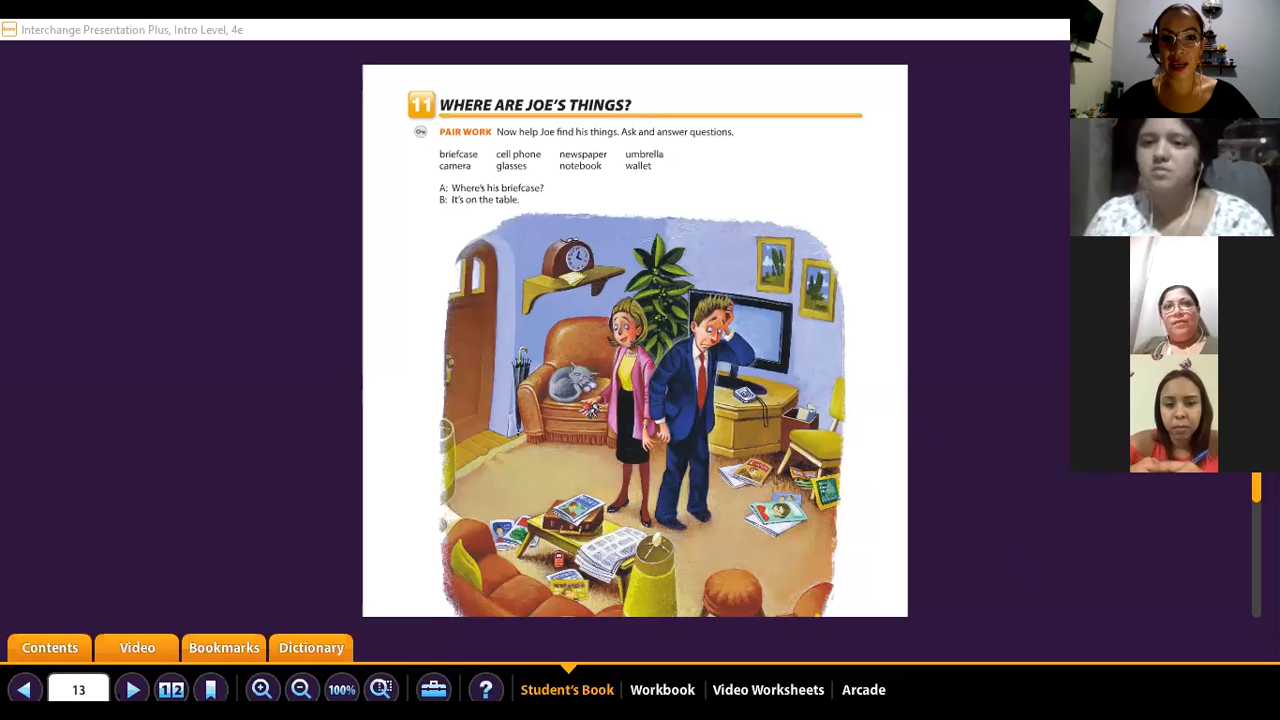 Interchange Presentation Plus, Intro Level, 4e
11 WHERE ARE JOE'S THINGS?
PAIR WORK Now help Joe find his things. Ask and answer questions.
briefcase cell phone newspaper umbrella
camera glasses notebook wallet
A: Where's his briefcase?
B: It's on the table.
Contents Video Bookmarks Dictionary
13 1 2 100% ? Student's Book Workbook Video Worksheets Arcade